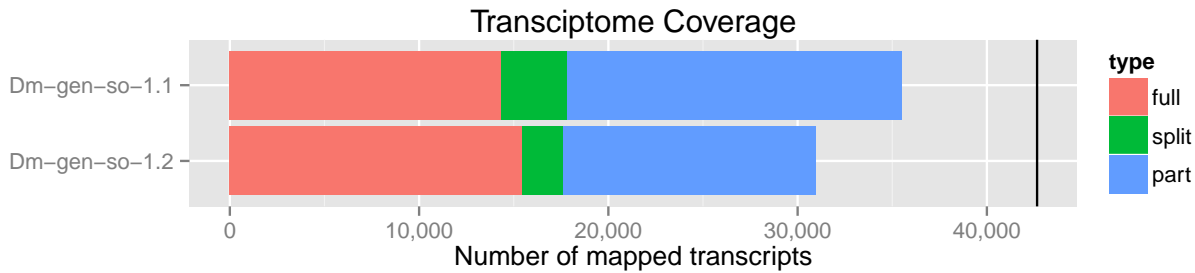 Transciptome Coverage
Dm−gen−so−1.1
Dm−gen−so−1.2
0 10,000 20,000 30,000 40,000
Number of mapped transcripts
type
full
split
part